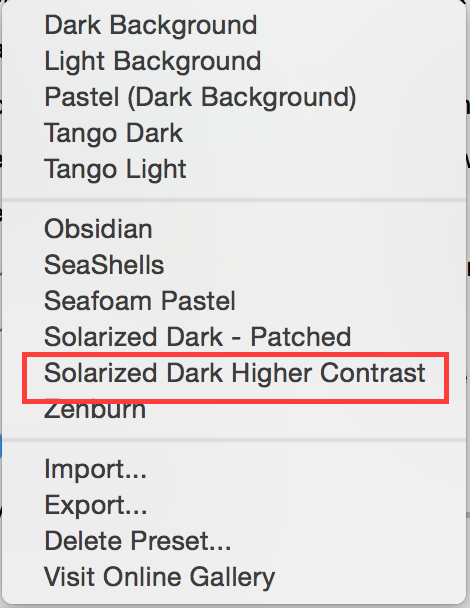 Dark Background
Light Background
Pastel (Dark Background)
Tango Dark
Tango Light
Obsidian
SeaShells
Seafoam Pastel
Solarized Dark - Patched
Solarized Dark Higher Contrast
Zenburn
Import...
Export...
Delete Preset...
Visit Online Gallery